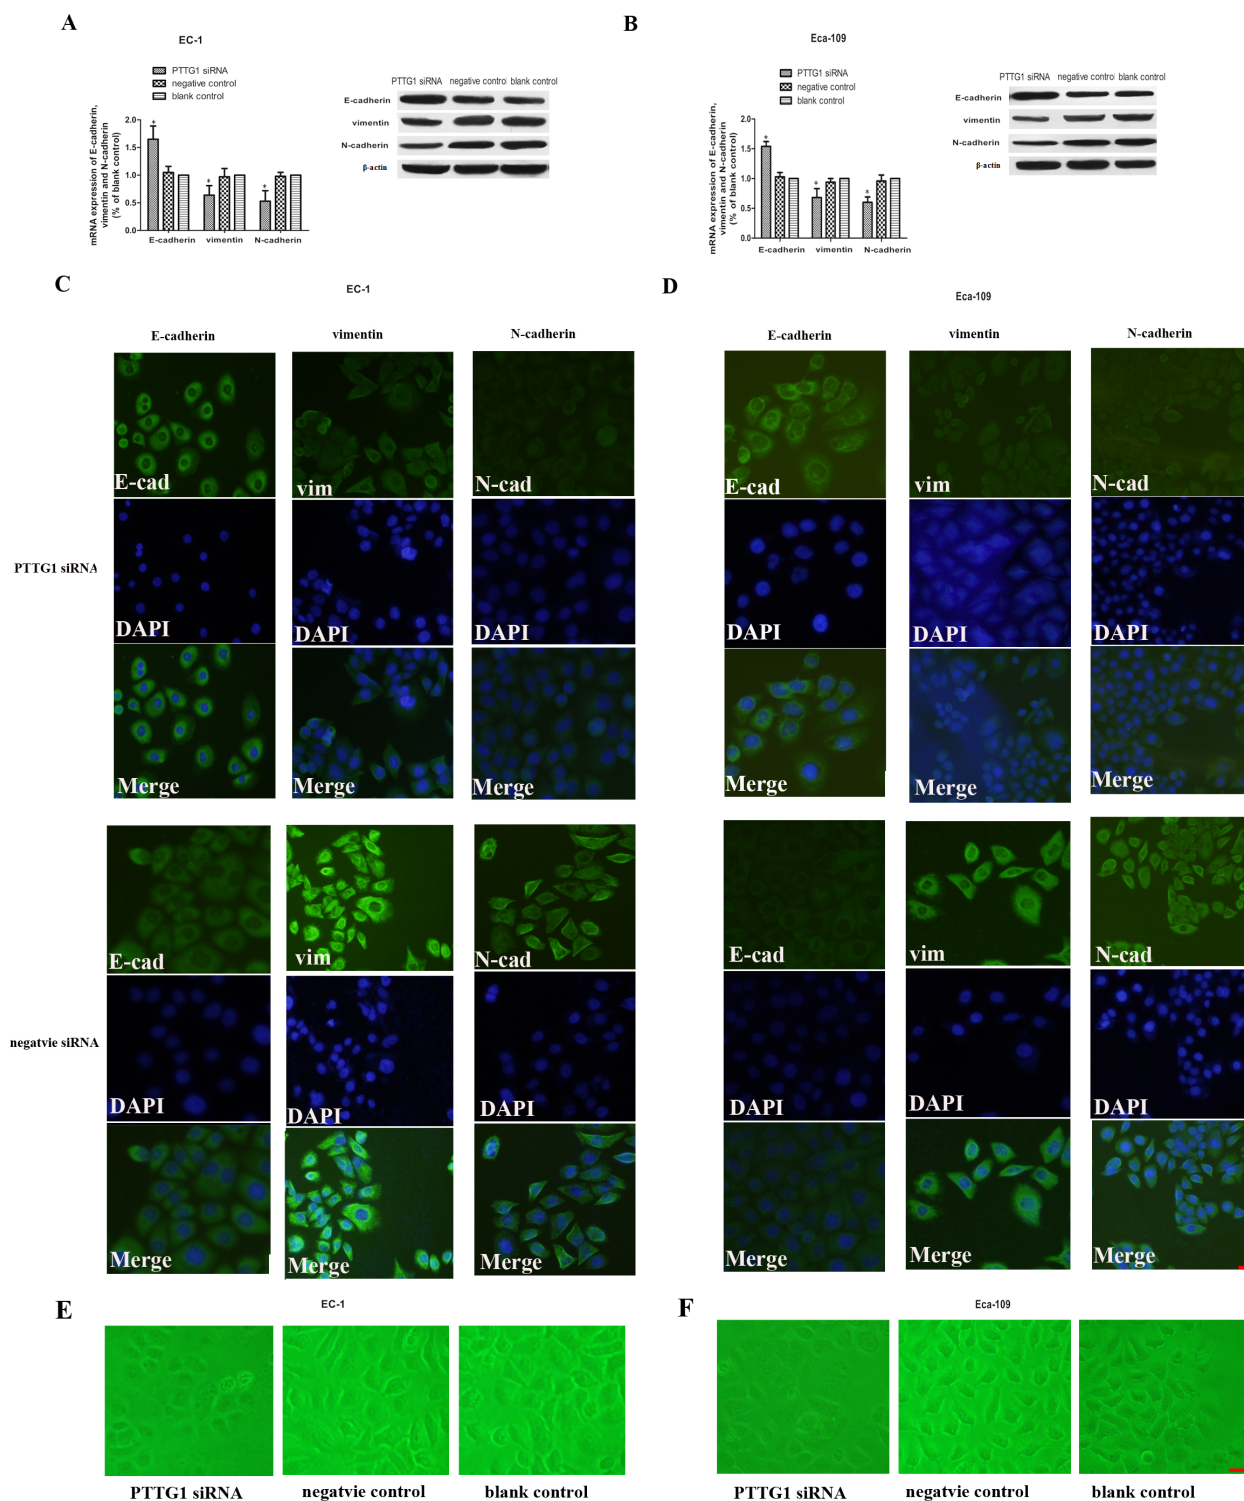 A
EC-1
PTTG1 siRNA
negative control
blank control
mRNA expression of E-cadherin,
vimentin and N-cadherin
(% of blank control)
2.0
1.5
1.0
0.5
0.0
*
*
*
E-cadherin vimentin N-cadherin
PTTG1 siRNA negative control blank control
E-cadherin
vimentin
N-cadherin
β-actin
B
Eca-109
PTTG1 siRNA
negative control
blank control
mRNA expression of E-cadherin,
vimentin and N-cadherin
(% of blank control)
2.0
1.5
1.0
0.5
0.0
*
*
*
E-cadherin vimentin N-cadherin
PTTG1 siRNA negative control blank control
E-cadherin
vimentin
N-cadherin
β-actin
C
EC-1
E-cadherin vimentin N-cadherin
E-cad vim N-cad
PTTG1 siRNA
DAPI DAPI DAPI
Merge Merge Merge
E-cad vim N-cad
negatvie siRNA
DAPI DAPI DAPI
Merge Merge Merge
D
Eca-109
E-cadherin vimentin N-cadherin
E-cad vim N-cad
DAPI DAPI DAPI
Merge Merge Merge
E-cad vim N-cad
DAPI DAPI DAPI
Merge Merge Merge
E
EC-1
PTTG1 siRNA negatvie control blank control
F
Eca-109
PTTG1 siRNA negatvie control blank control